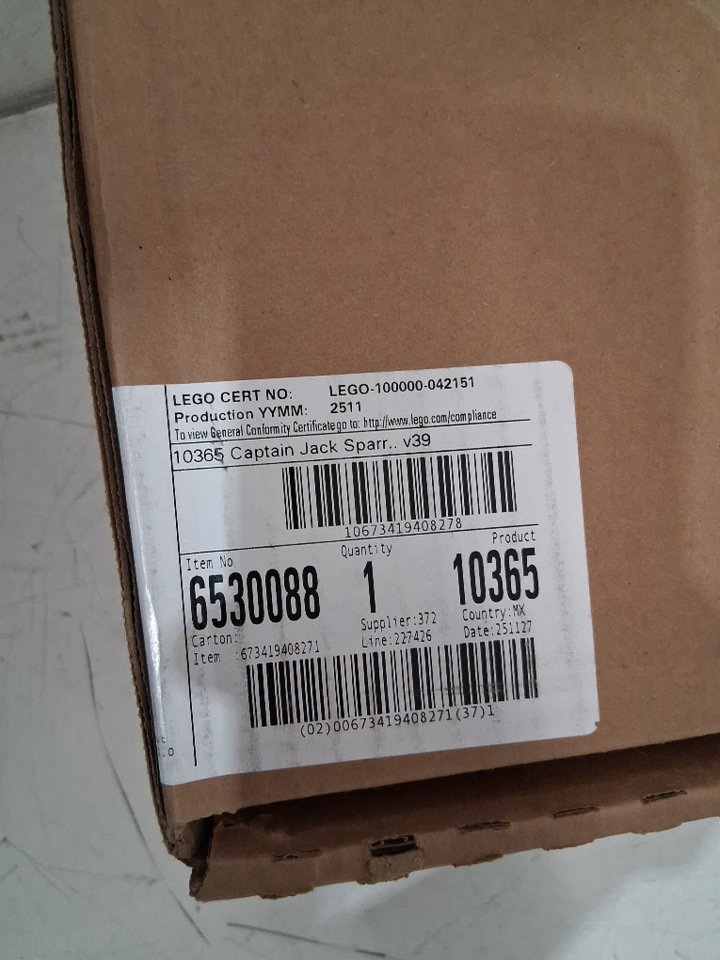 LEGO CERT NO: LEGO-100000-042151
Production YYMM: 2511
To view General Conformity Certificate go to: http://www.lego.com/compliance
10365 Captain Jack Sparr.. v39
10673419408278
Item No Quantity Product
6530088 1 10365
Carton: Supplier:372 Country:MX
Item :673419408271 Line:227426 Date:251127
(02)00673419408271(37)1